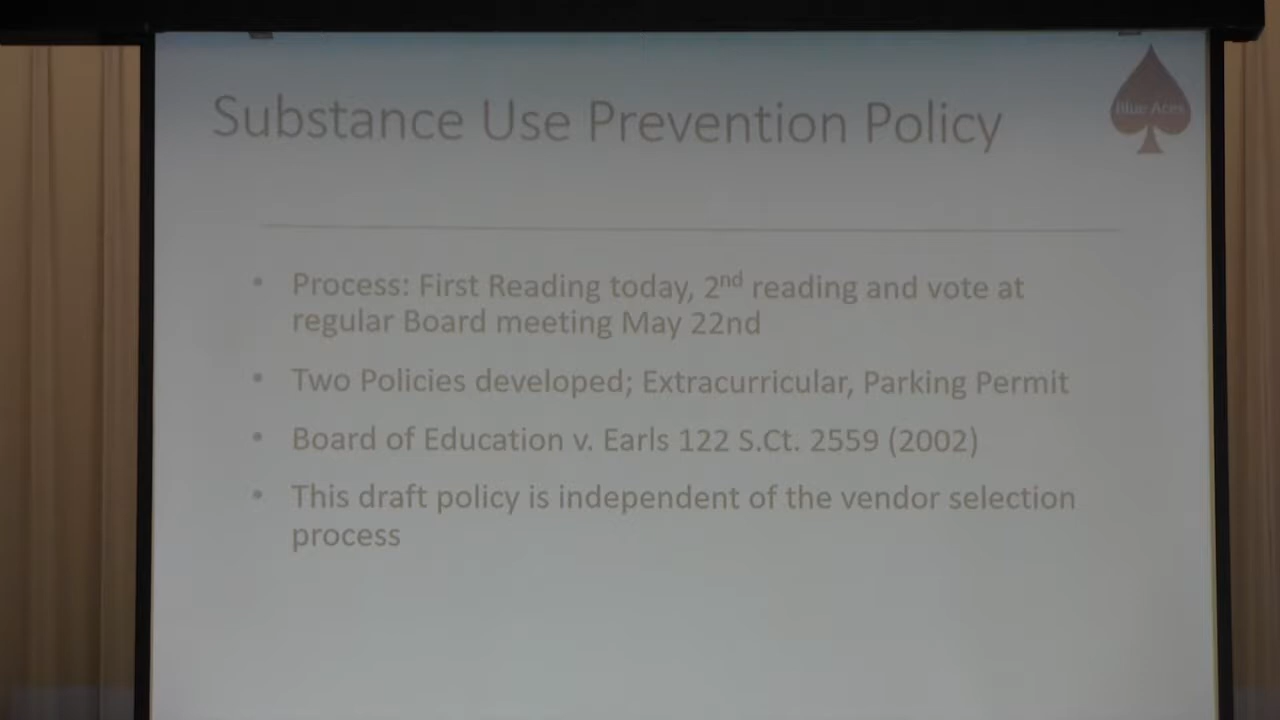 Substance Use Prevention Policy
Blue Aces
• Process: First Reading today, 2nd reading and vote at
regular Board meeting May 22nd
• Two Policies developed; Extracurricular, Parking Permit
• Board of Education v. Earls 122 S.Ct. 2559 (2002)
• This draft policy is independent of the vendor selection
process